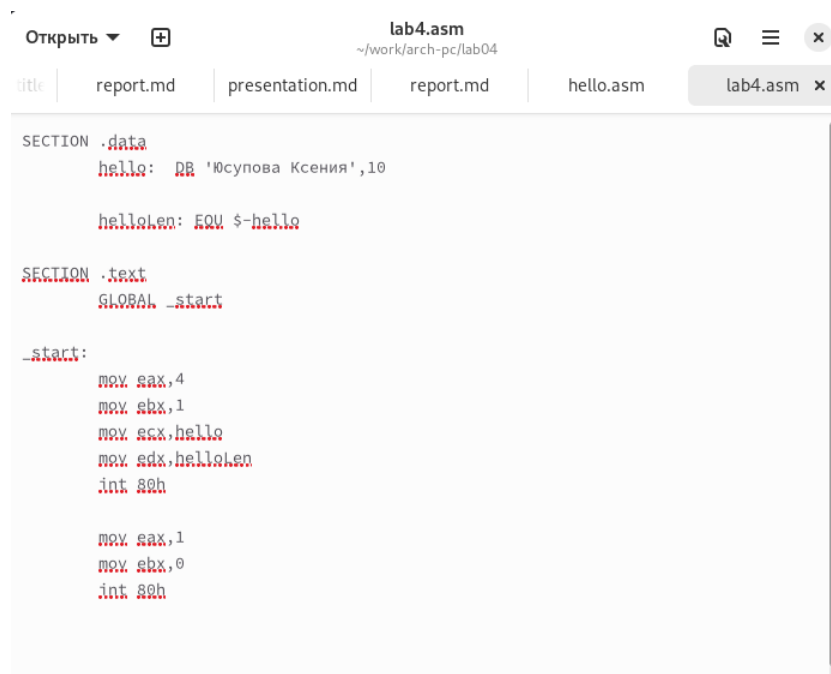 Открыть
lab4.asm
~/work/arch-pc/lab04
report.md
presentation.md
report.md
hello.asm
lab4.asm
SECTION .data
hello:  DB 'Юсупова Ксения',10
helloLen: EQU $-hello
SECTION .text
GLOBAL _start
_start:
mov eax,4
mov ebx,1
mov ecx,hello
mov edx,helloLen
int 80h
mov eax,1
mov ebx,0
int 80h